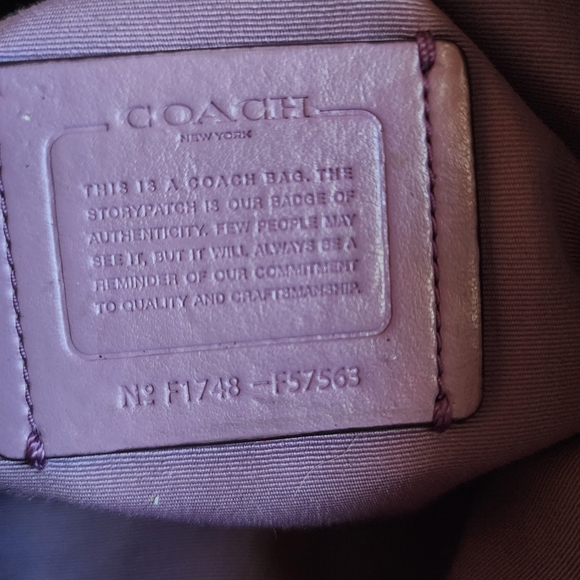 COACH
NEW YORK
THIS IS A COACH BAG. THE
STORYPATCH IS OUR BADGE OF
AUTHENTICITY. FEW PEOPLE MAY
SEE IT, BUT IT WILL ALWAYS BE A
REMINDER OF OUR COMMITMENT
TO QUALITY AND CRAFTSMANSHIP.
Nº F1748-F57563